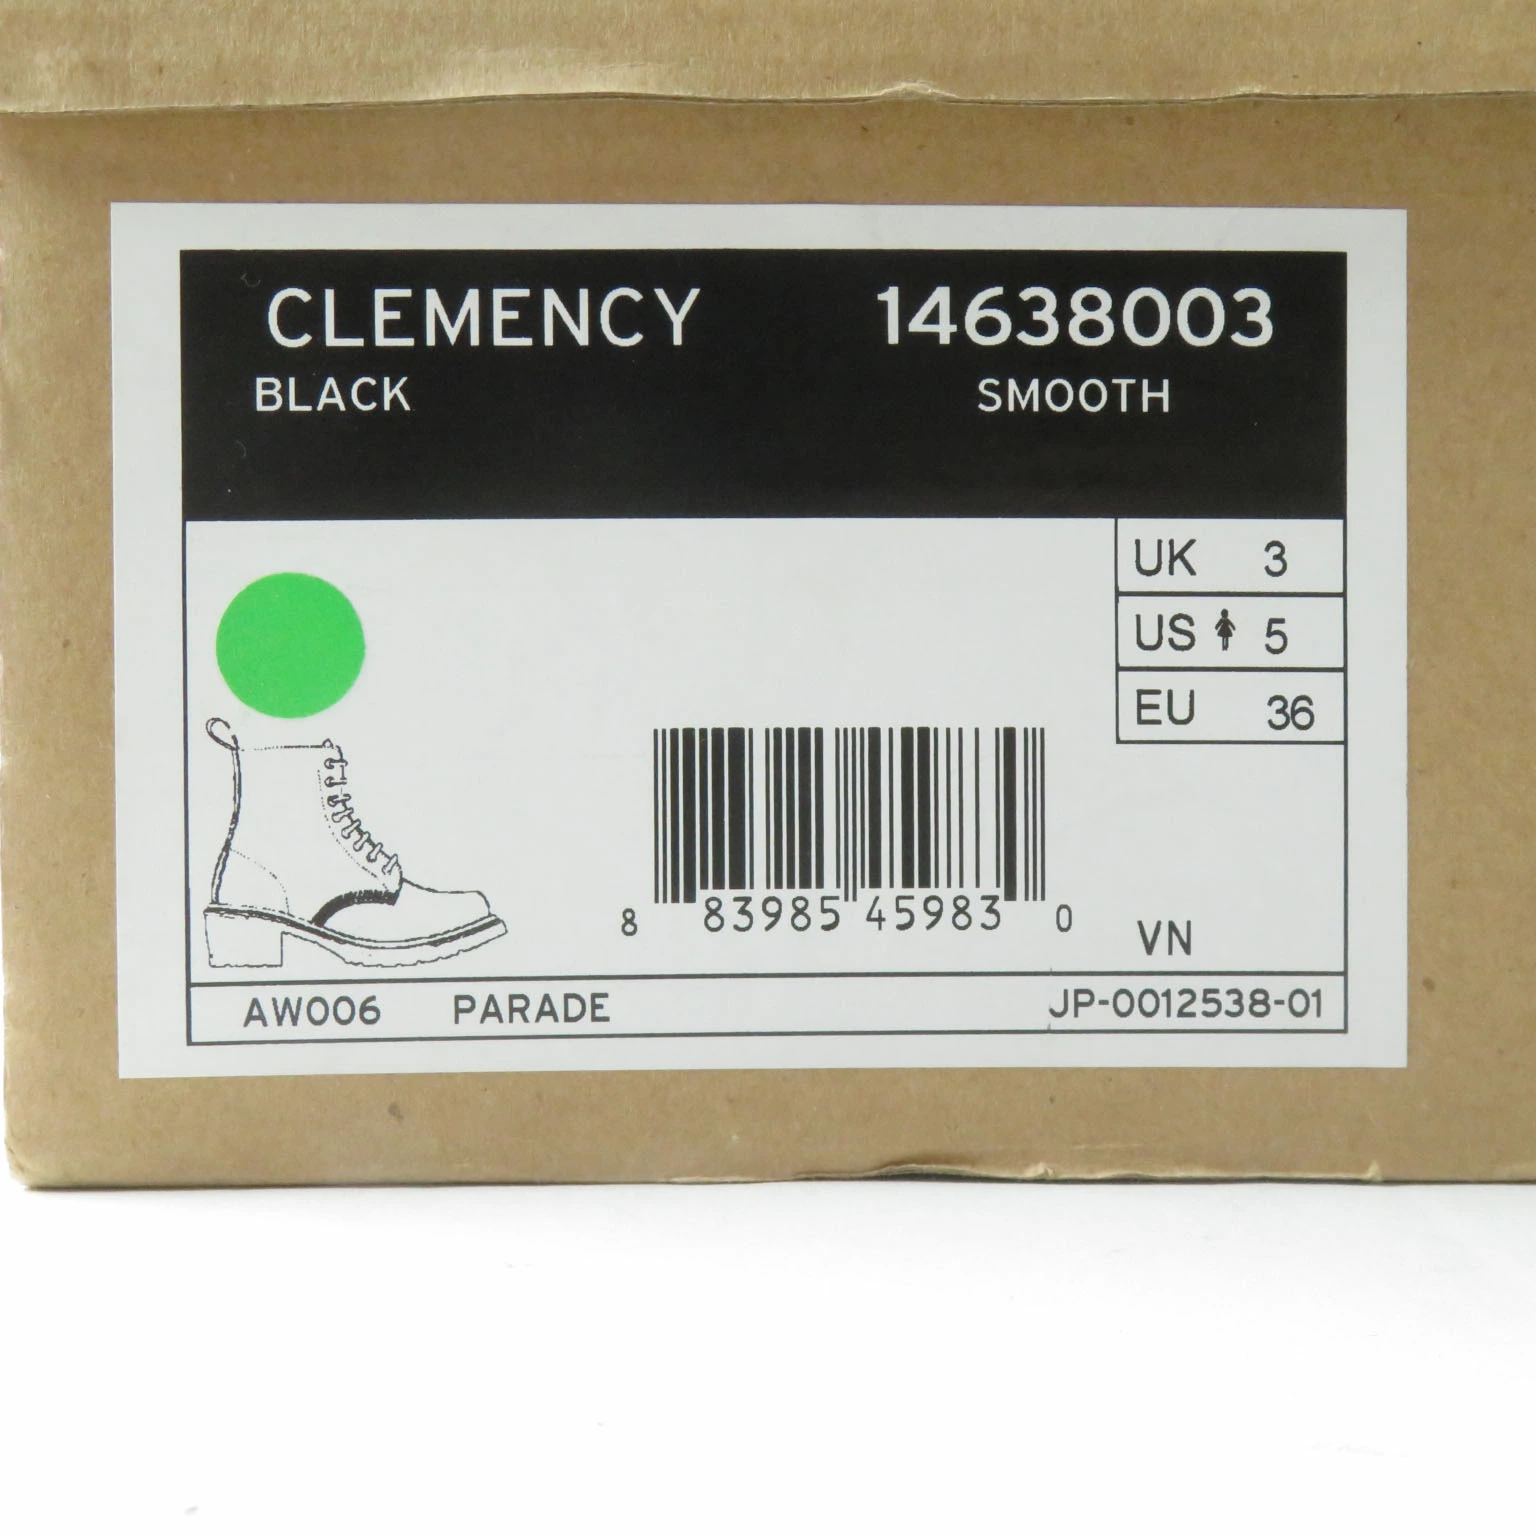 CLEMENCY 14638003
BLACK SMOOTH
UK 3
US 5
EU 36
8 83985 45983 0
VN
AW006 PARADE JP-0012538-01